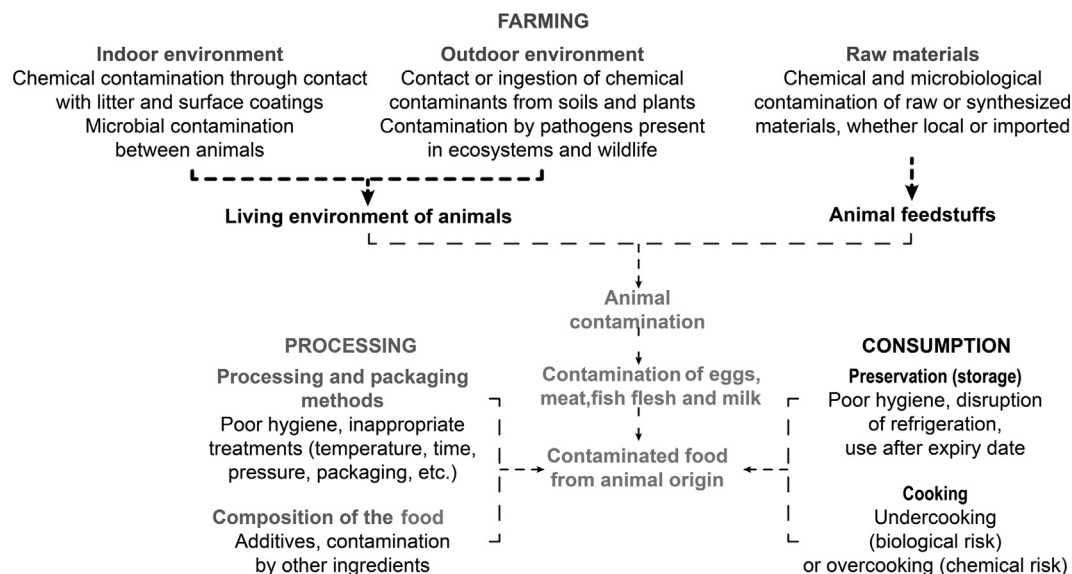 FARMING
Indoor environment
Chemical contamination through contact
with litter and surface coatings
Microbial contamination
between animals
Outdoor environment
Contact or ingestion of chemical
contaminants from soils and plants
Contamination by pathogens present
in ecosystems and wildlife
Raw materials
Chemical and microbiological
contamination of raw or synthesized
materials, whether local or imported
Living environment of animals
Animal feedstuffs
Animal
contamination
Contamination of eggs,
meat,fish flesh and milk
Contaminated food
from animal origin
PROCESSING
Processing and packaging
methods
Poor hygiene, inappropriate
treatments (temperature, time,
pressure, packaging, etc.)
Composition of the food
Additives, contamination
by other ingredients
CONSUMPTION
Preservation (storage)
Poor hygiene, disruption
of refrigeration,
use after expiry date
Cooking
Undercooking
(biological risk)
or overcooking (chemical risk)